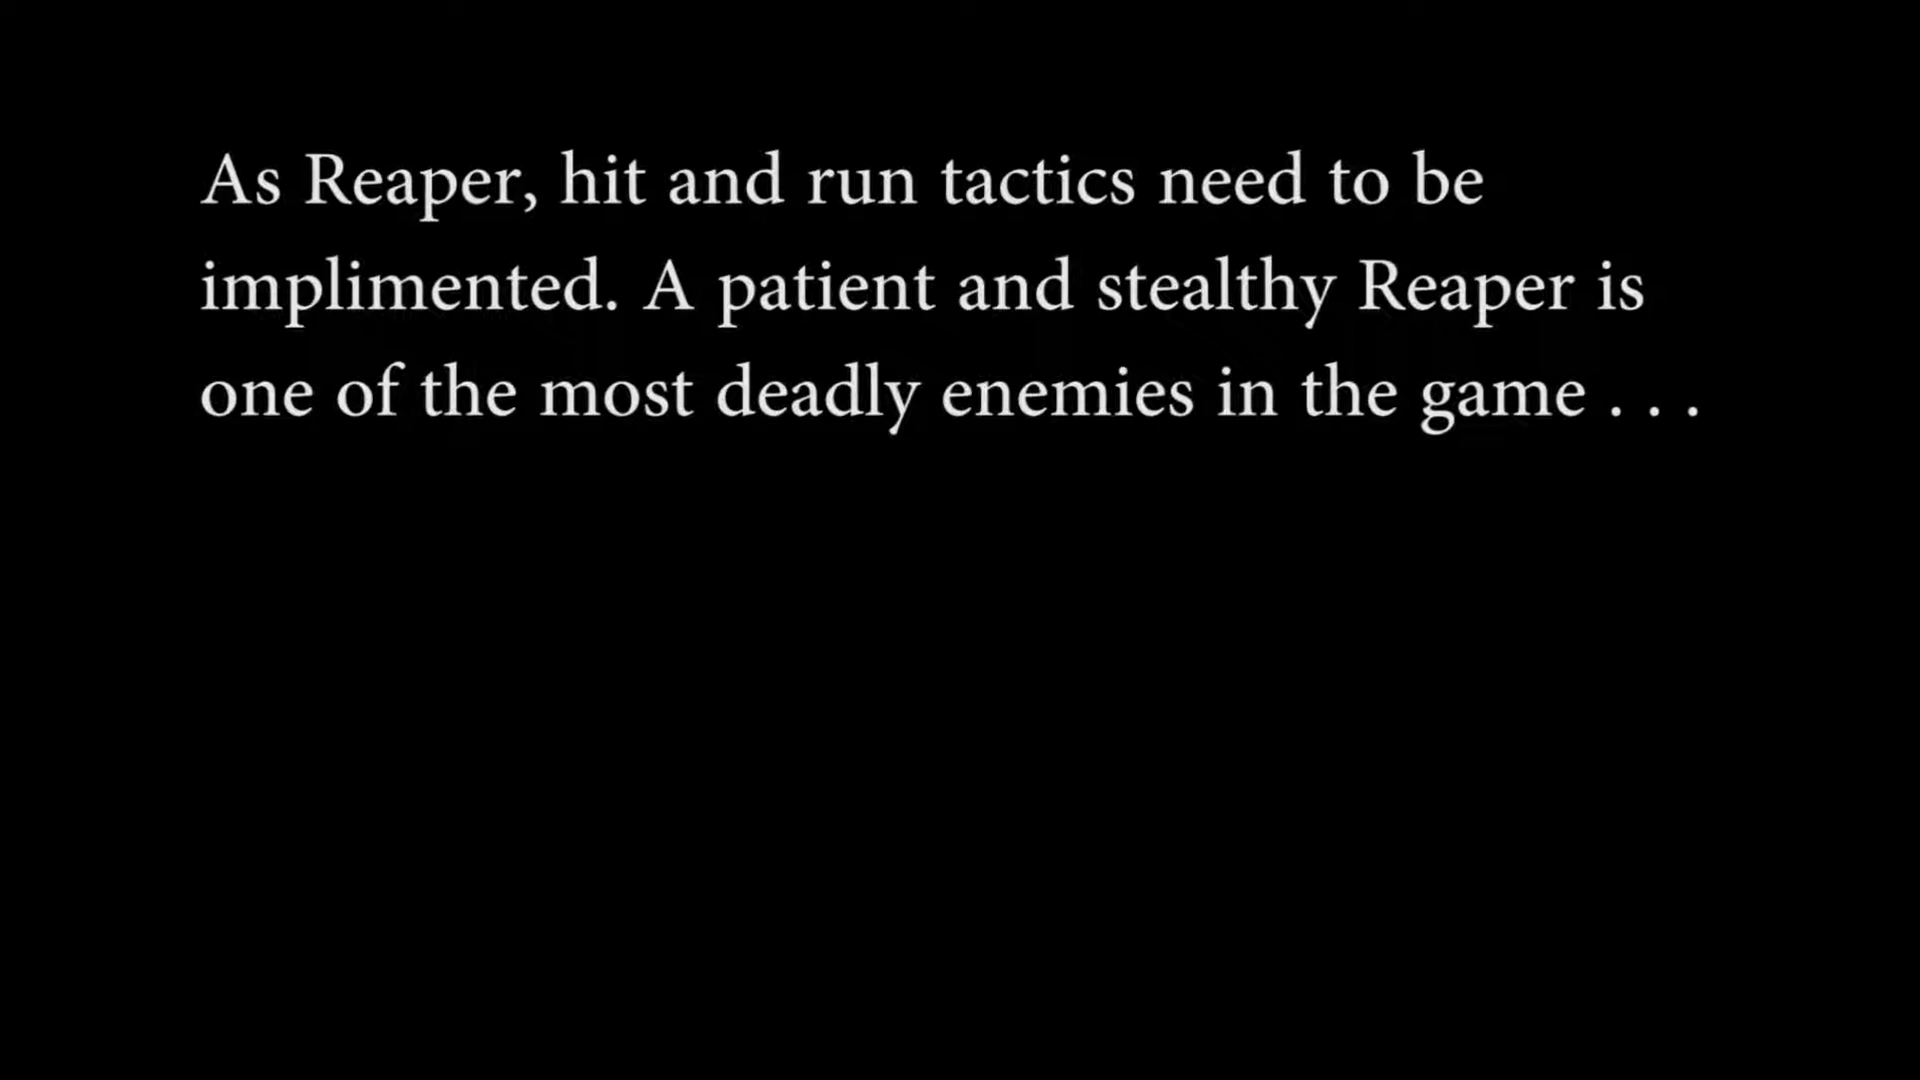 As Reaper, hit and run tactics need to be
implimented. A patient and stealthy Reaper is
one of the most deadly enemies in the game . . .